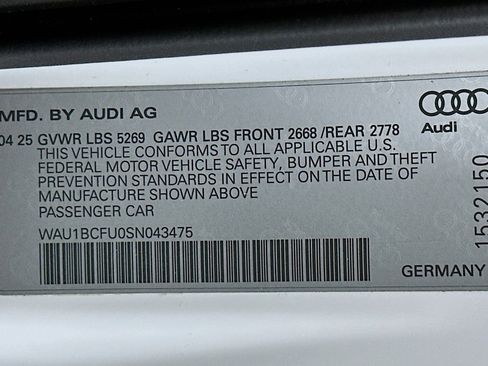 MFD. BY AUDI AG
04 25 GVWR LBS 5269 GAWR LBS FRONT 2668 /REAR 2778
THIS VEHICLE CONFORMS TO ALL APPLICABLE U.S.
FEDERAL MOTOR VEHICLE SAFETY, BUMPER AND THEFT
PREVENTION STANDARDS IN EFFECT ON THE DATE OF
MANUFACTURE SHOWN ABOVE
PASSENGER CAR
WAU1BCFU0SN043475
Audi
1532150
GERMANY